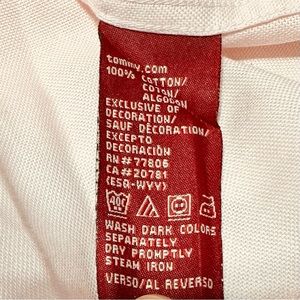 tommy.com
100% COTTON/
COTON/
ALGODON
EXCLUSIVE OF
DECORATION/
SAUF DÉCORATION/
EXCEPTO
DECORACIÓN
RN#77806
CA#20781
(ESQ-WVY)
40C
WASH DARK COLORS
SEPARATELY
DRY PROMPTLY
STEAM IRON
VERSO/AL REVERSO